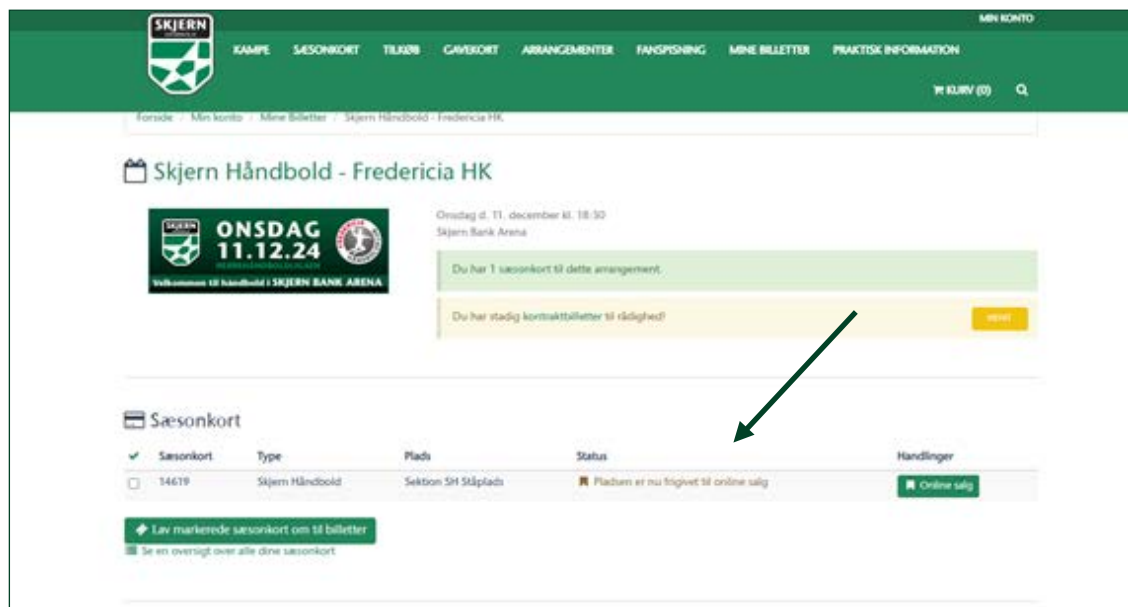 SKJERN
MIN KONTO
KAMPE SÆSONKORT TILKØB GAVEKORT ARRANGEMENTER FANSPISNING MINE BILLETTER PRAKTISK INFORMATION
KURV (0)
Forside / Min konto / Mine Billetter / Skjern Håndbold - Fredericia HK
Skjern Håndbold - Fredericia HK
SKJERN
ONSDAG
11.12.24
Velkommen til håndbold i SKJERN BANK ARENA
Onsdag d. 11. december kl. 18:30
Skjern Bank Arena
Du har 1 sæsonkort til dette arrangement.
Du har stadig kontraktbilletter til rådighed!
Sæsonkort
Sæsonkort Type Plads Status Handlinger
14619 Skjern Håndbold Sektion SH Ståplads Pladsen er nu frigivet til online salg Online salg
Lav markerede sæsonkort om til billetter
Se en oversigt over alle dine sæsonkort